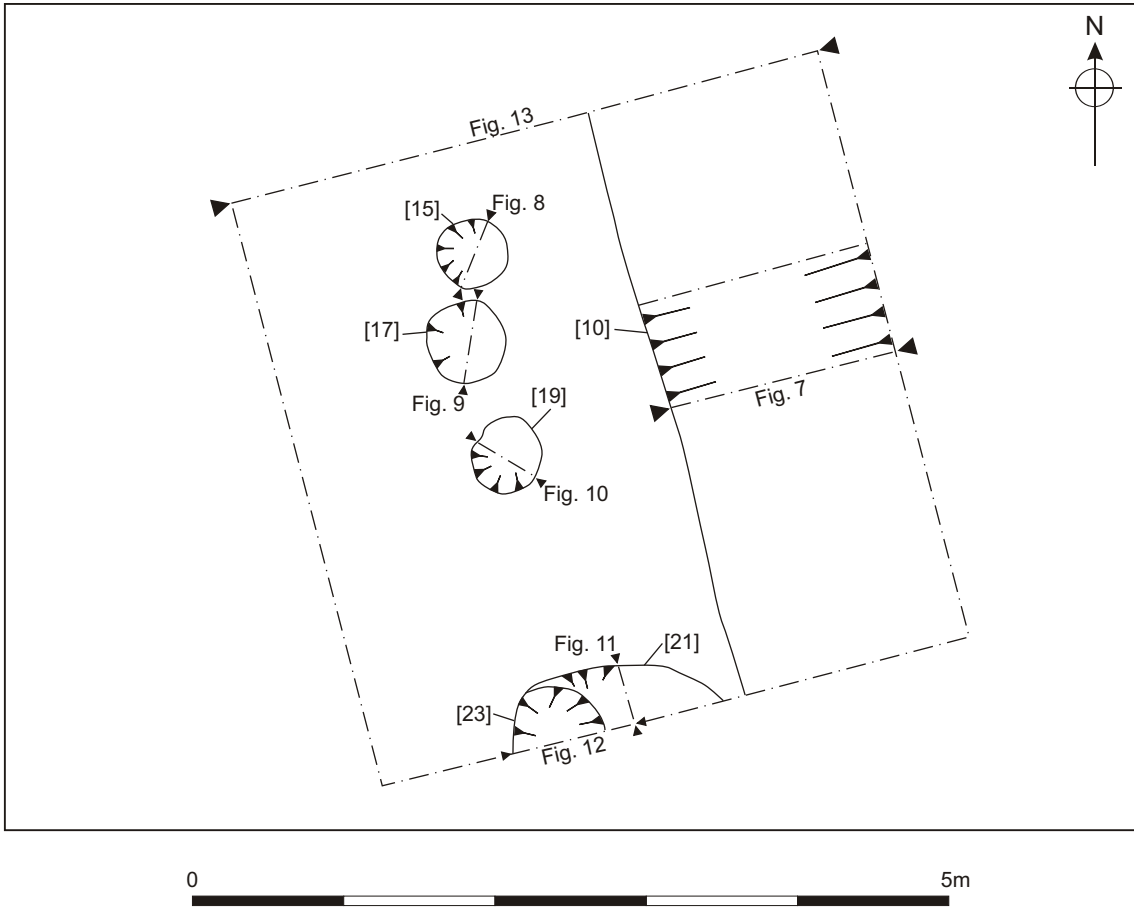 N
Fig. 13
[15]
Fig. 8
[17]
[10]
Fig. 7
Fig. 9
[19]
Fig. 10
Fig. 11
[21]
[23]
Fig. 12
0
5m